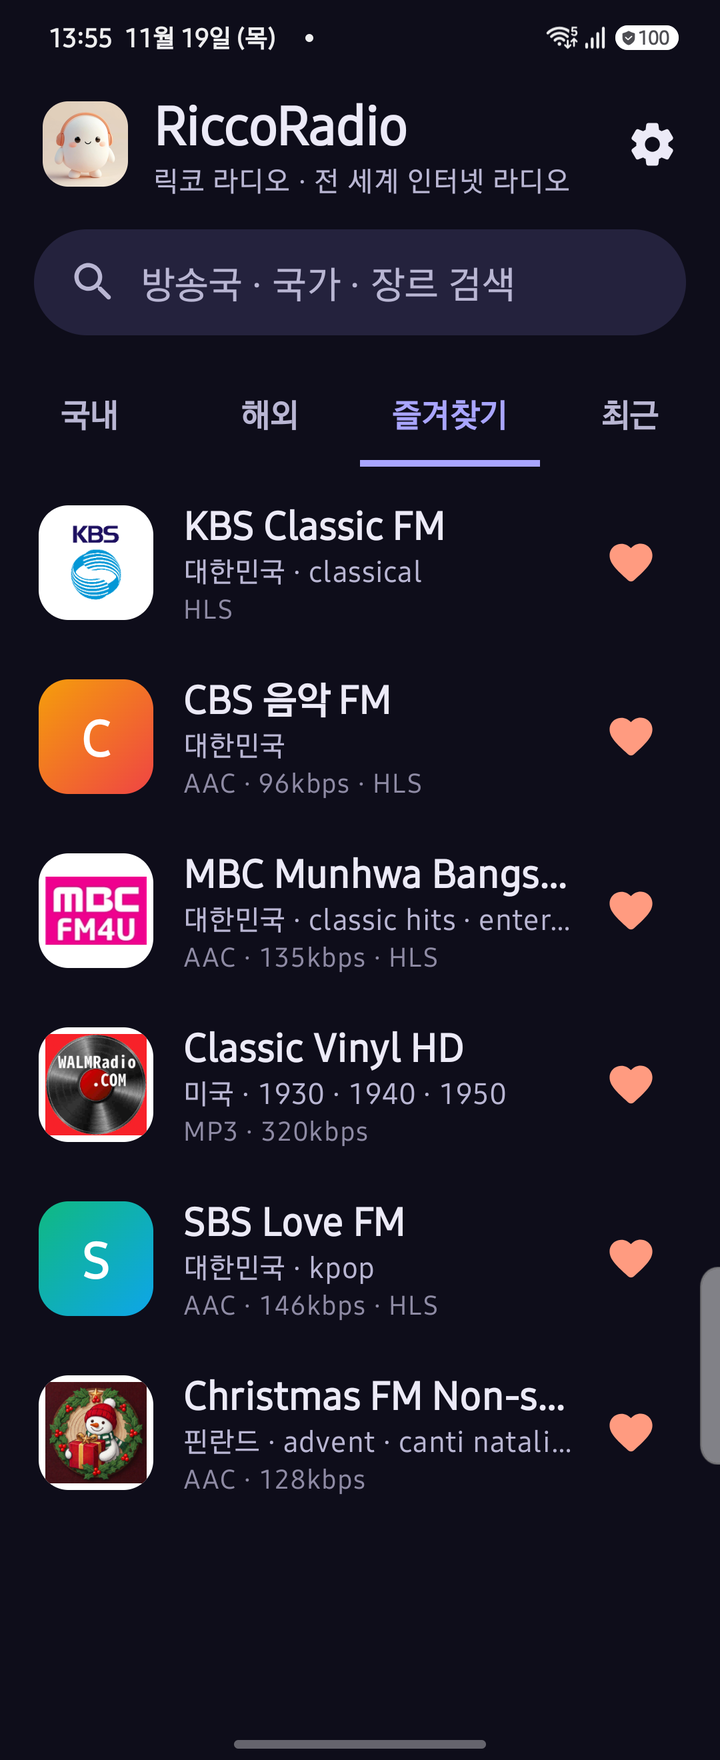 13:55 11월 19일 (목)
5
100
RiccoRadio
릭코 라디오 · 전 세계 인터넷 라디오
방송국 · 국가 · 장르 검색
국내 해외 즐겨찾기 최근
KBS
KBS Classic FM
대한민국 · classical
HLS
C
CBS 음악 FM
대한민국
AAC · 96kbps · HLS
MBC
FM4U
MBC Munhwa Bangs...
대한민국 · classic hits · enter...
AAC · 135kbps · HLS
WALMRadio
.COM
Classic Vinyl HD
미국 · 1930 · 1940 · 1950
MP3 · 320kbps
S
SBS Love FM
대한민국 · kpop
AAC · 146kbps · HLS
Christmas FM Non-s...
핀란드 · advent · canti natali...
AAC · 128kbps